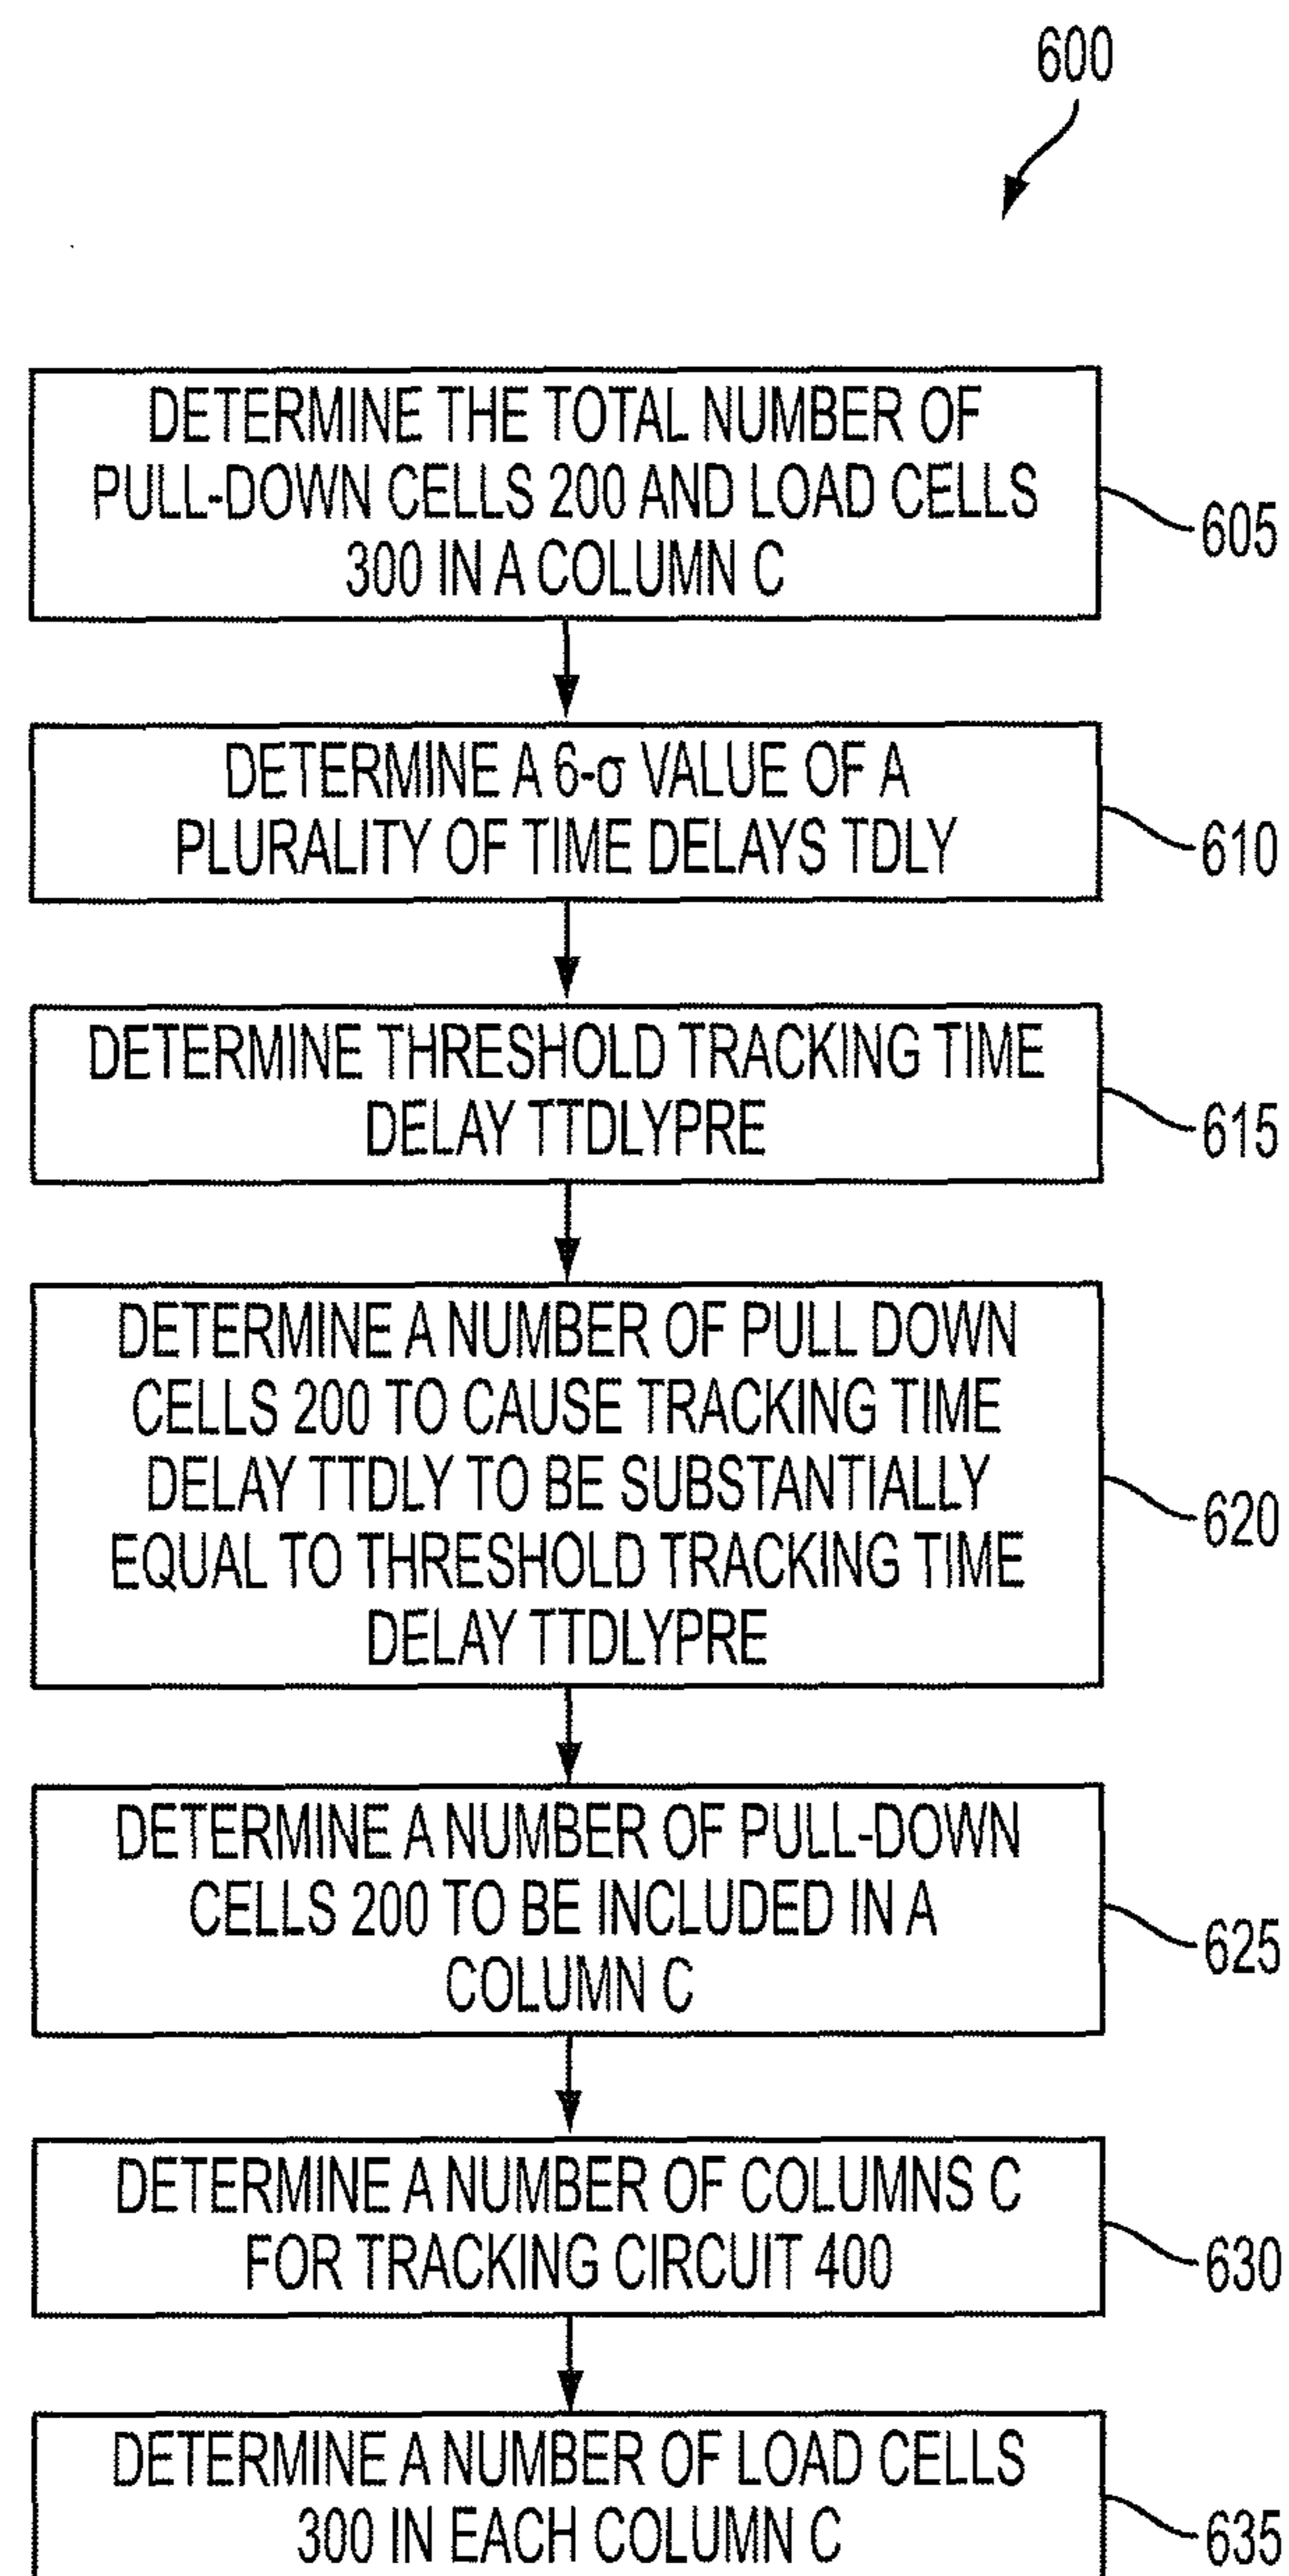 600
DETERMINE THE TOTAL NUMBER OF
PULL-DOWN CELLS 200 AND LOAD CELLS
300 IN A COLUMN C
605
DETERMINE A 6-σ VALUE OF A
PLURALITY OF TIME DELAYS TDLY
610
DETERMINE THRESHOLD TRACKING TIME
DELAY TTDLYPRE
615
DETERMINE A NUMBER OF PULL DOWN
CELLS 200 TO CAUSE TRACKING TIME
DELAY TTDLY TO BE SUBSTANTIALLY
EQUAL TO THRESHOLD TRACKING TIME
DELAY TTDLYPRE
620
DETERMINE A NUMBER OF PULL-DOWN
CELLS 200 TO BE INCLUDED IN A
COLUMN C
625
DETERMINE A NUMBER OF COLUMNS C
FOR TRACKING CIRCUIT 400
630
DETERMINE A NUMBER OF LOAD CELLS
300 IN EACH COLUMN C
635